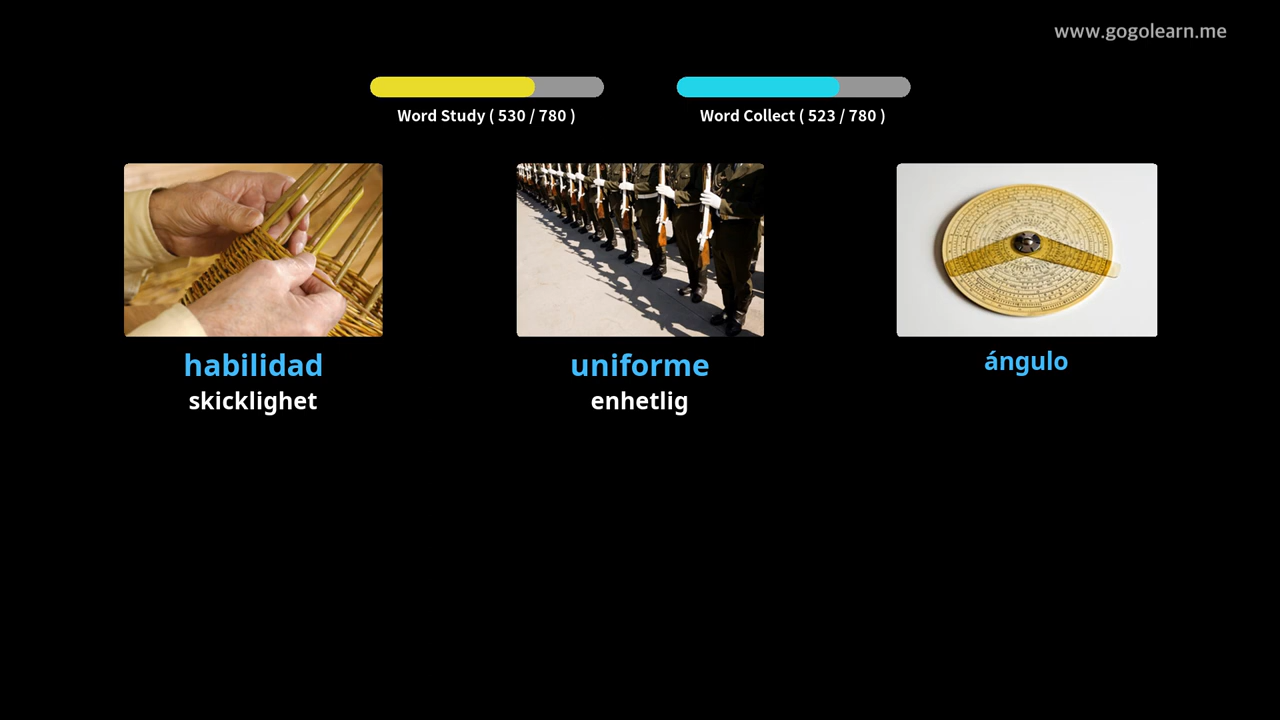 www.gogolearn.me
Word Study ( 530 / 780 )
Word Collect ( 523 / 780 )
habilidad
skicklighet
uniforme
enhetlig
ángulo